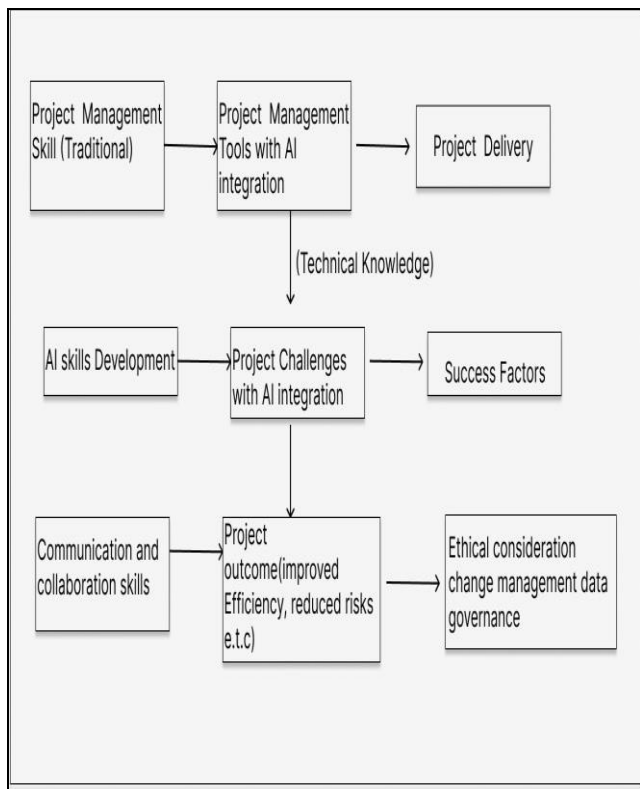 Project Management
Skill (Traditional)
Project Management
Tools with AI
integration
Project Delivery
(Technical Knowledge)
AI skills Development
Project Challenges
with AI integration
Success Factors
Communication and
collaboration skills
Project
outcome(improved
Efficiency, reduced risks
e.t.c)
Ethical consideration
change management data
governance